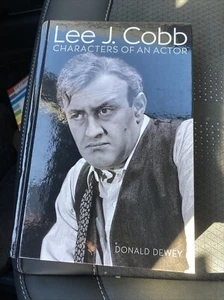 Lee J. Cobb
CHARACTERS OF AN ACTOR
DONALD DEWEY